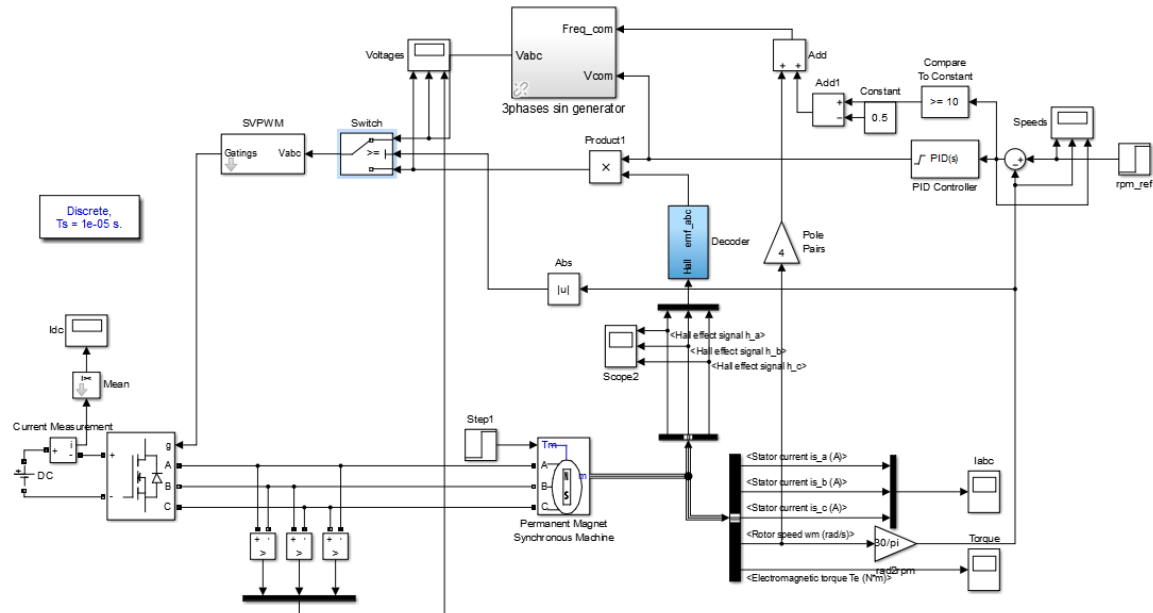 Freq_com
Voltages
Vabc
Add
Compare
To Constant
Vcom
Add1
Constant
>= 10
3phases sin generator
0.5
Speeds
SVPWM
Switch
Product1
Gatings
Vabc
>=
×
PID(s)
PID Controller
rpm_ref
Discrete,
Ts = 1e-05 s.
emf_abc
Hall
Decoder
4
Pole
Pairs
Abs
|u|
Idc
<Hall effect signal h_a>
<Hall effect signal h_b>
<Hall effect signal h_c>
Scope2
Mean
Step1
Current Measurement
i
DC
g
A
B
C
Tm
A
B
C
m
N
S
Permanent Magnet
Synchronous Machine
<Stator current is_a (A)>
<Stator current is_b (A)>
<Stator current is_c (A)>
Iabc
<Rotor speed wm (rad/s)>
30/pi
rad2rpm
Torque
<Electromagnetic torque Te (N*m)>